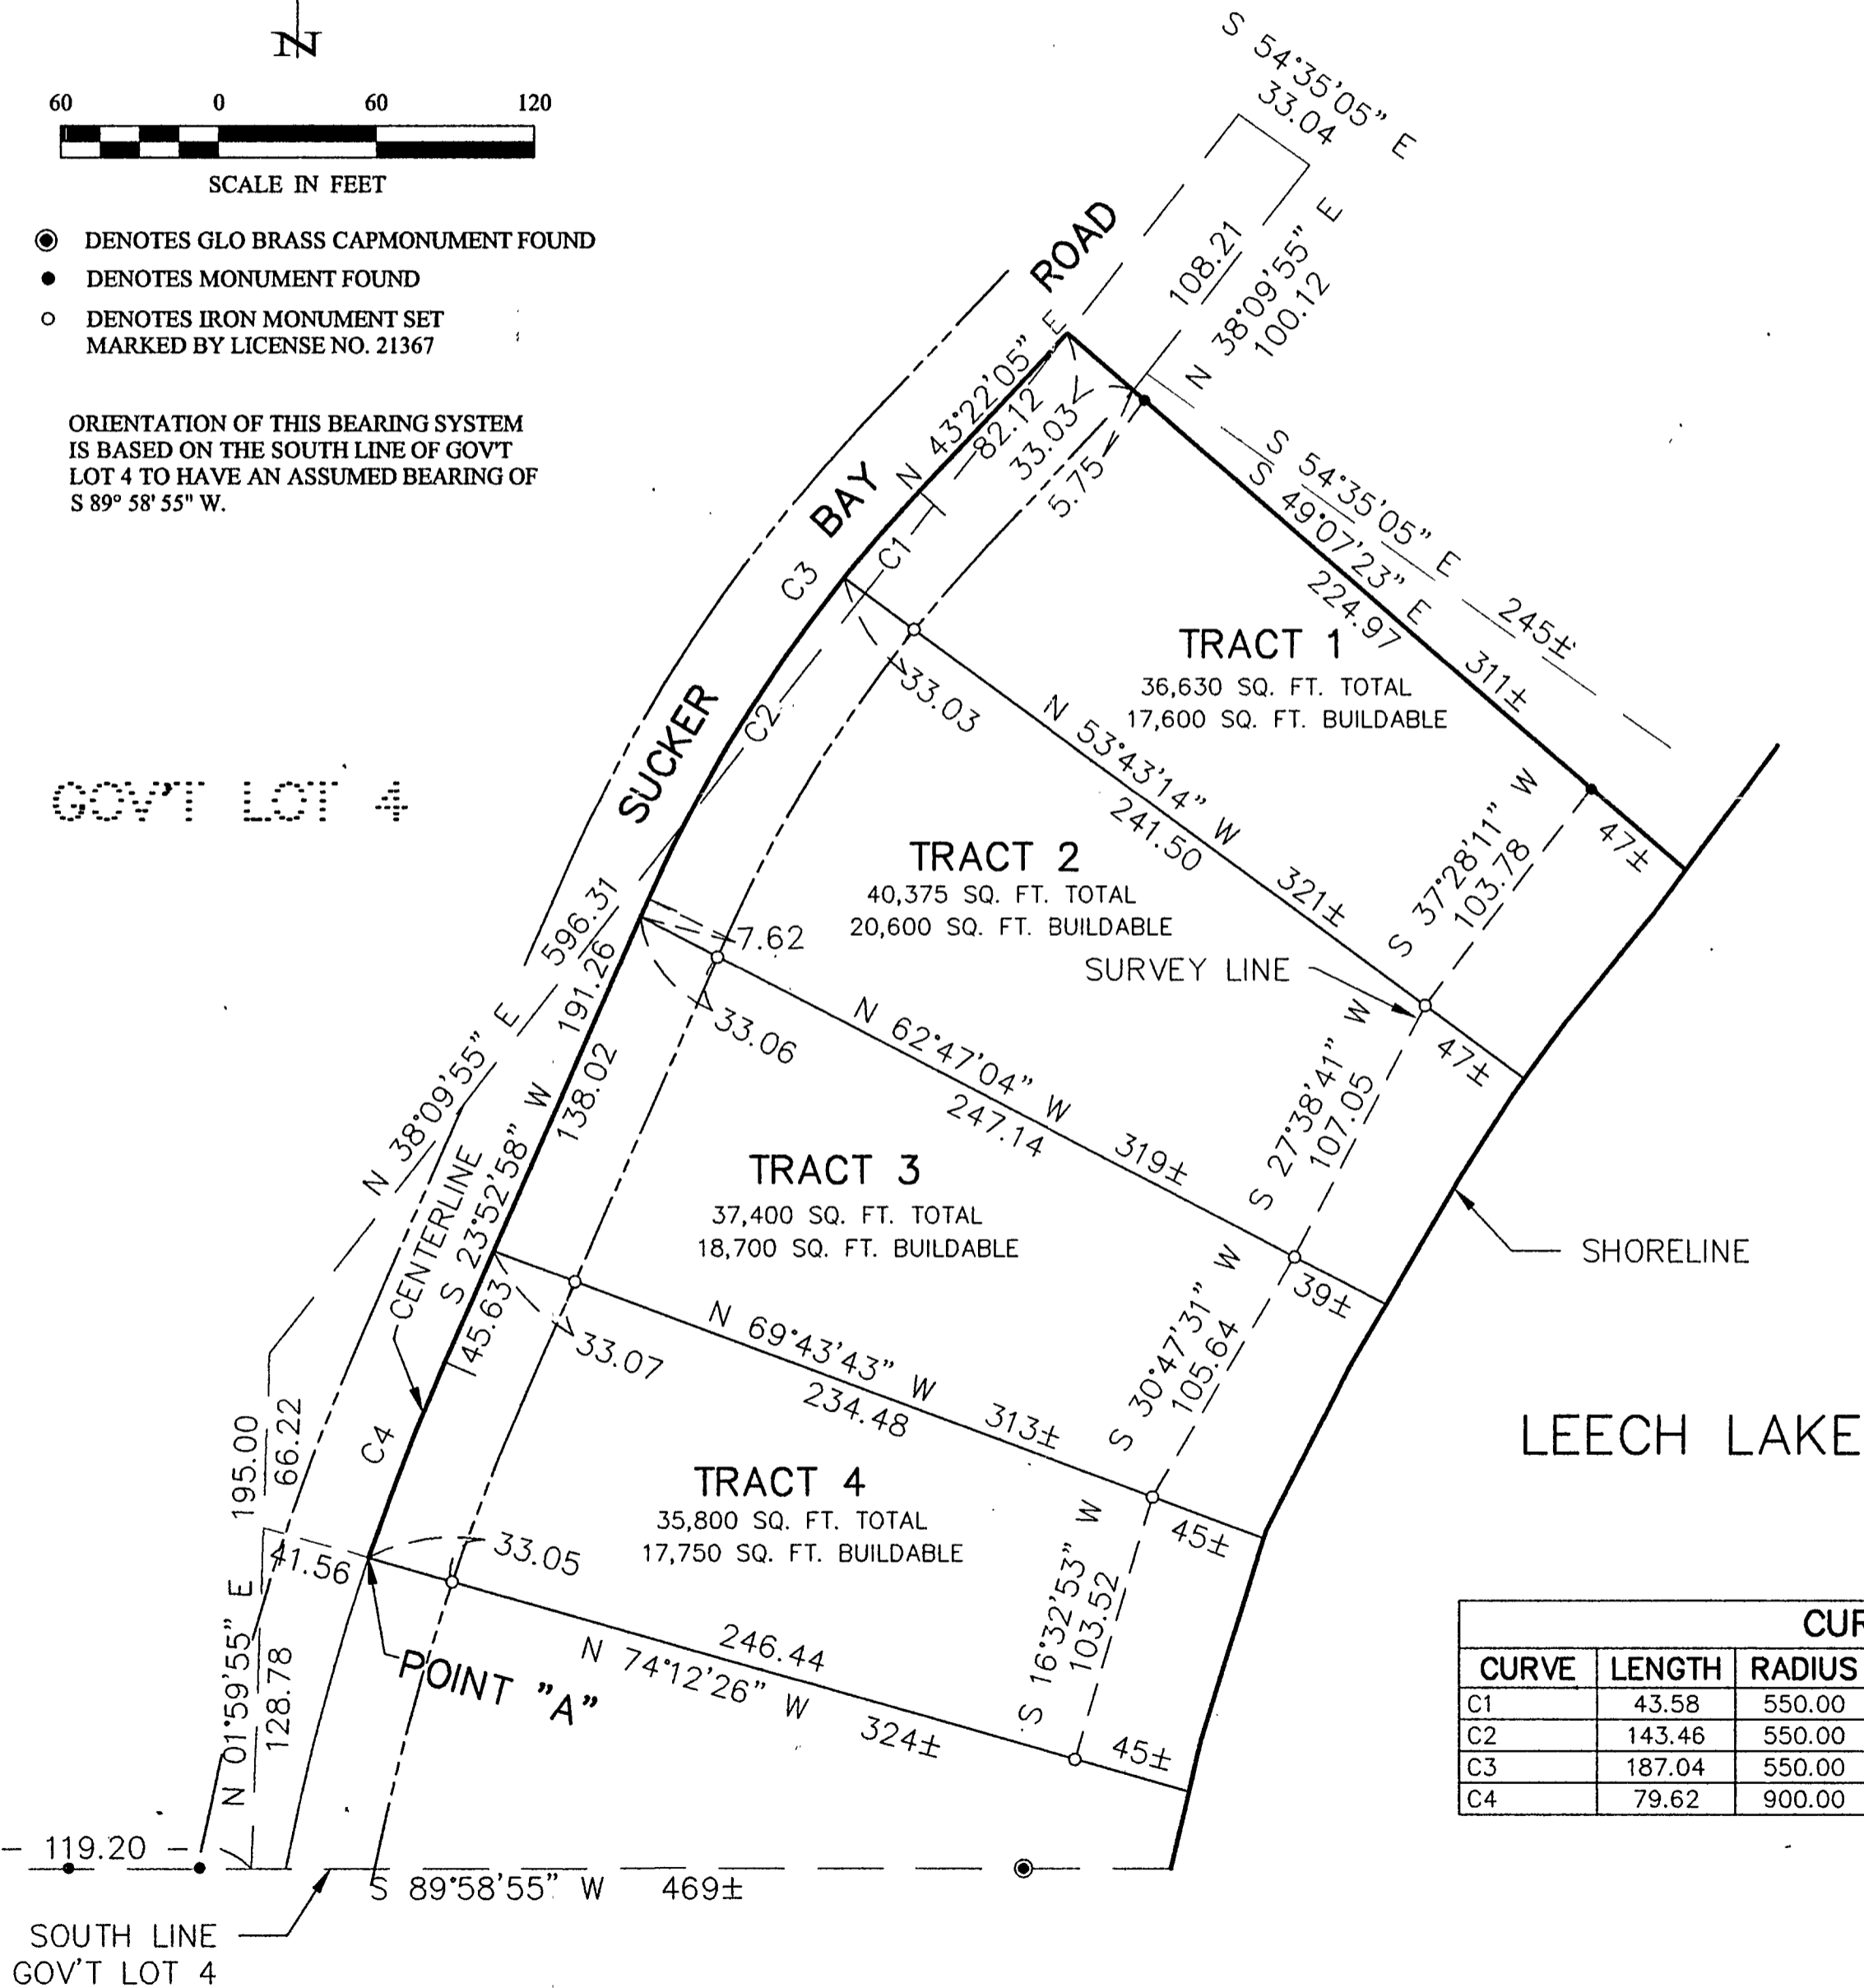 N
60 0 60 120
SCALE IN FEET
DENOTES GLO BRASS CAPMONUMENT FOUND
DENOTES MONUMENT FOUND
DENOTES IRON MONUMENT SET
MARKED BY LICENSE NO. 21367
ORIENTATION OF THIS BEARING SYSTEM
IS BASED ON THE SOUTH LINE OF GOV'T
LOT 4 TO HAVE AN ASSUMED BEARING OF
S 89° 58' 55" W.
S 54°35'05" E
33.04
108.21
N 38°09'55" E
100.12
SUCKER BAY ROAD
N 43°22'05" E
82.12
33.03
5.75
C1
C3
C2
S 54°35'05" E
245±
S 49°07'23" E
224.97
311±
47±
TRACT 1
36,630 SQ. FT. TOTAL
17,600 SQ. FT. BUILDABLE
33.03
N 53°43'14" W
241.50
321±
S 37°28'11" W
103.78
GOV'T LOT 4
TRACT 2
40,375 SQ. FT. TOTAL
20,600 SQ. FT. BUILDABLE
SURVEY LINE
47±
596.31
191.26
7.62
33.06
N 62°47'04" W
247.14
319±
S 27°38'41" W
107.05
39±
N 38°09'55" E
CENTERLINE
S 23°52'58" W
138.02
45.63
TRACT 3
37,400 SQ. FT. TOTAL
18,700 SQ. FT. BUILDABLE
SHORELINE
33.07
N 69°43'43" W
234.48
313±
S 30°47'31" W
105.64
45±
LEECH LAKE
C4
195.00
66.22
TRACT 4
35,800 SQ. FT. TOTAL
17,750 SQ. FT. BUILDABLE
41.56
33.05
N 01°59'55" E
128.78
POINT "A"
246.44
N 74°12'26" W
324±
S 16°32'53" W
103.52
45±
CUR
CURVE LENGTH RADIUS
C1 43.58 550.00
C2 143.46 550.00
C3 187.04 550.00
C4 79.62 900.00
119.20
S 89°58'55" W 469±
SOUTH LINE
GOV'T LOT 4